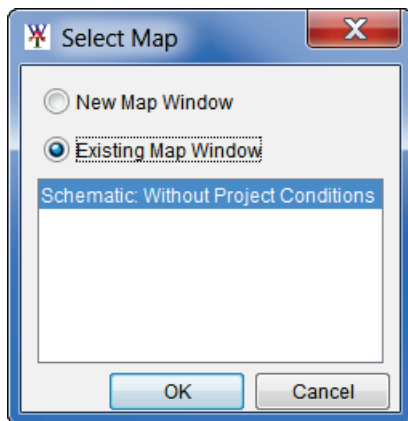 Select Map
New Map Window
Existing Map Window
Schematic: Without Project Conditions
OK
Cancel